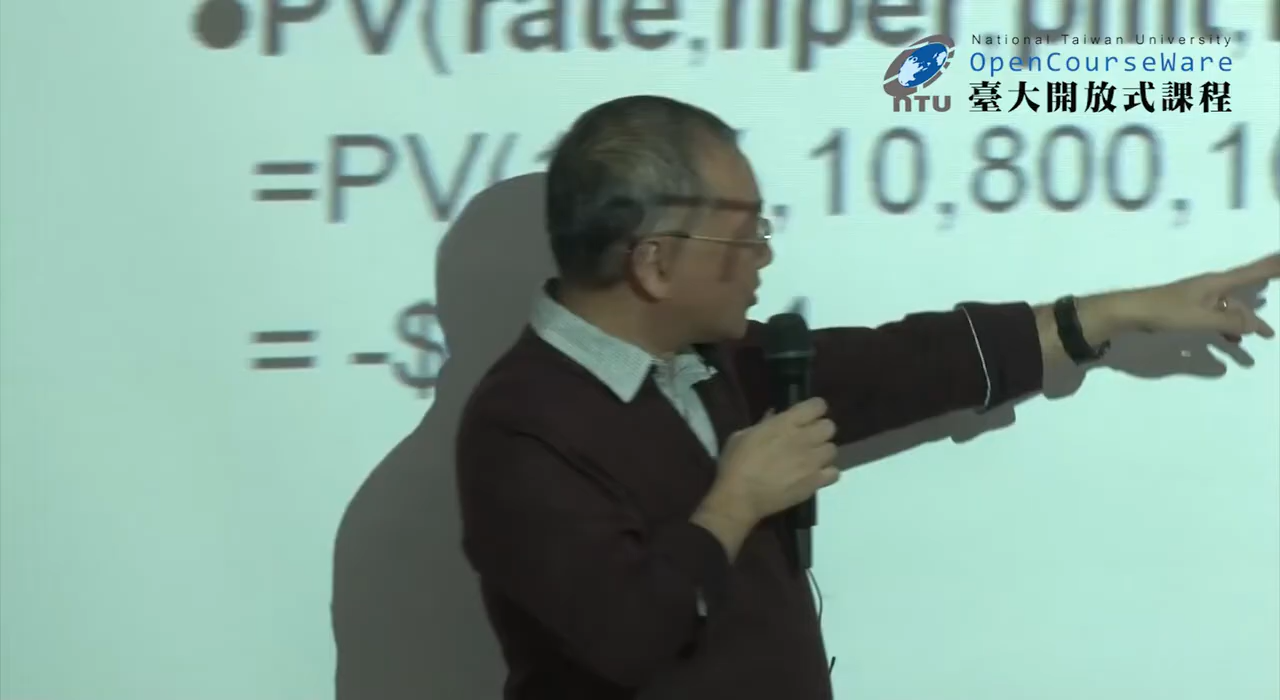 ●PV(rate,nper,pmt,
National Taiwan University
OpenCourseWare
NTU 臺大開放式課程
=PV( ,10,800,10
= -$